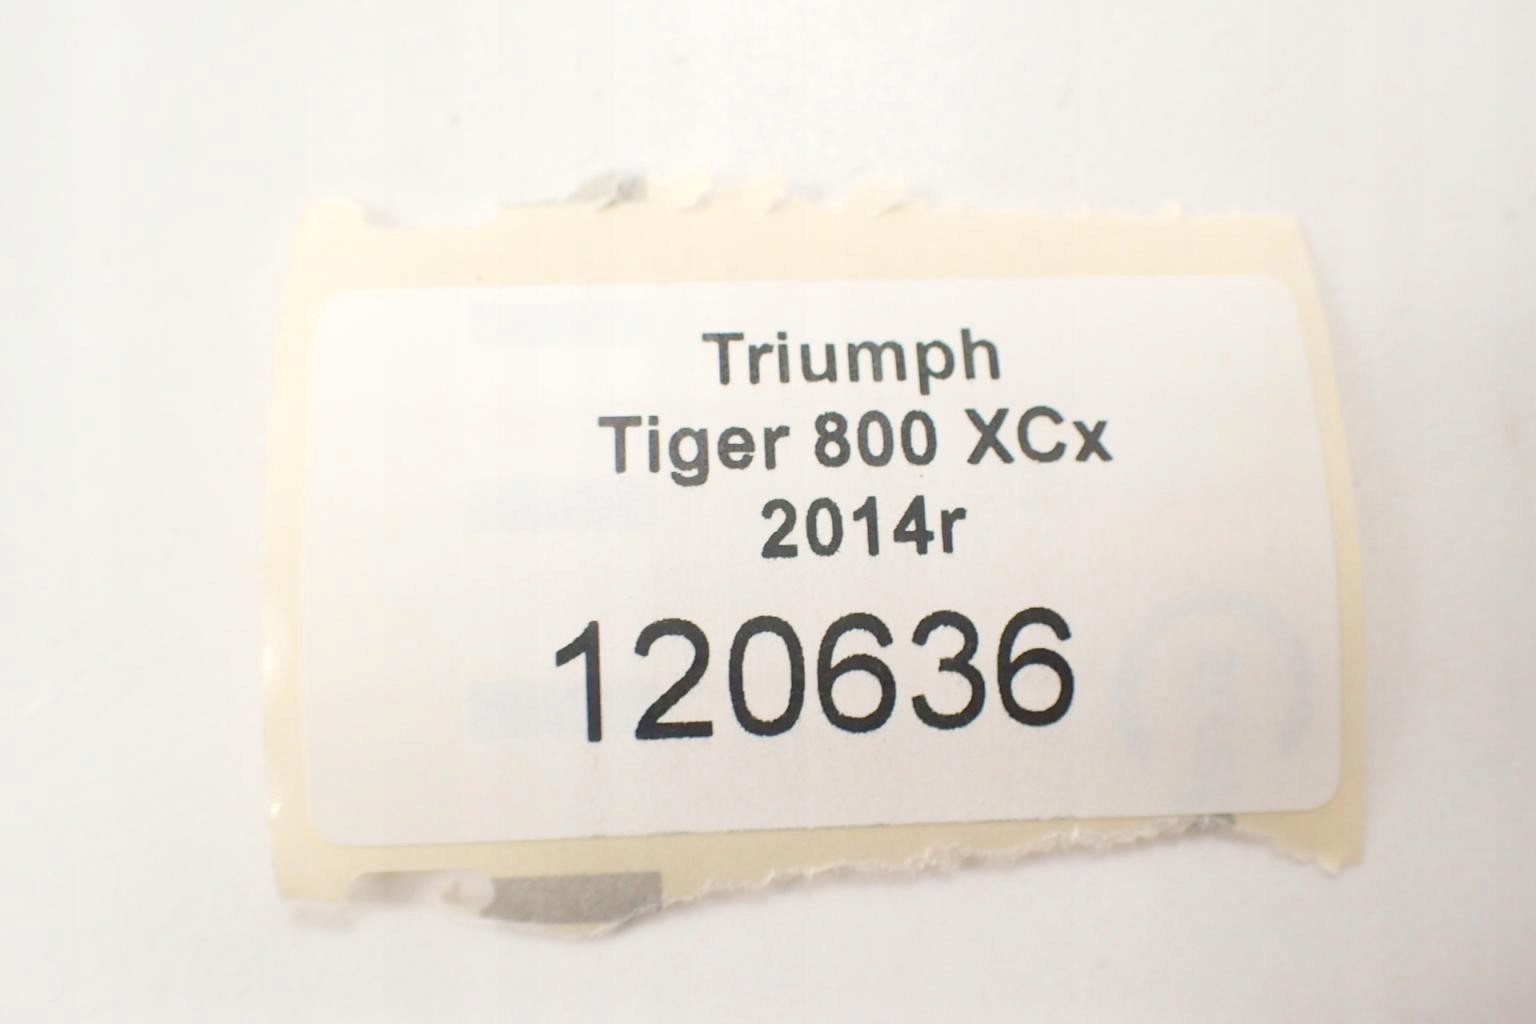 Triumph
Tiger 800 XCx
2014r
120636